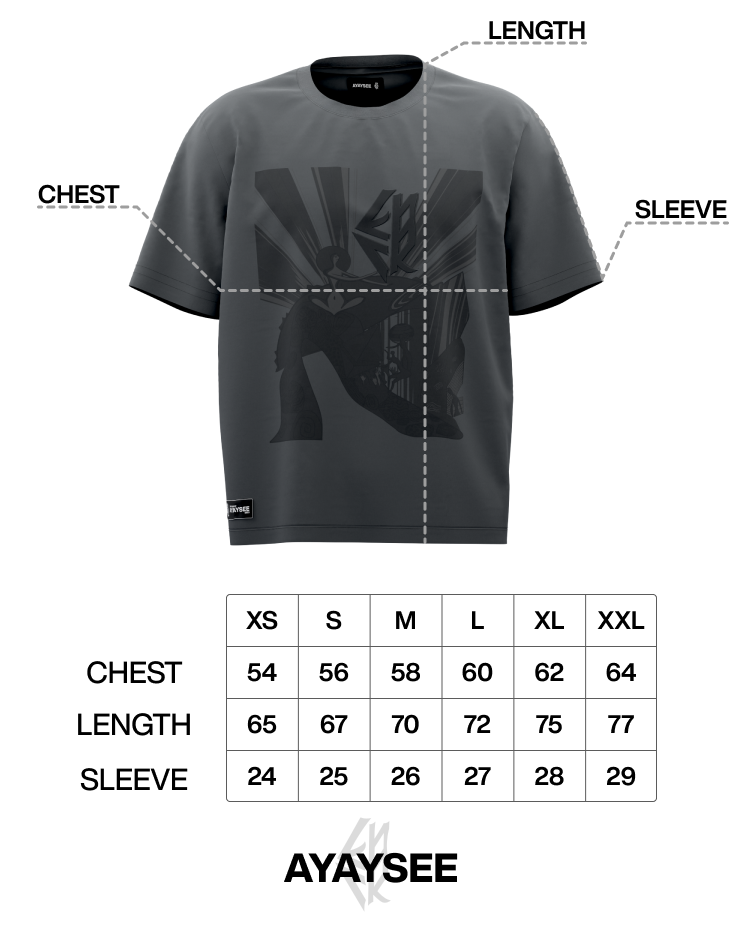 LENGTH
AYAYSEE
CHEST
SLEEVE
AYAYSEE
XS S M L XL XXL
CHEST 54 56 58 60 62 64
LENGTH 65 67 70 72 75 77
SLEEVE 24 25 26 27 28 29
AYAYSEE